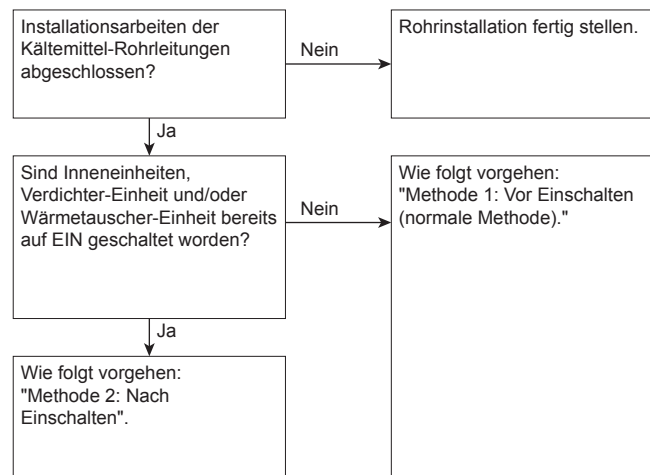 Installationsarbeiten der
Kältemittel-Rohrleitungen
abgeschlossen?
Nein
Rohrinstallation fertig stellen.
Ja
Sind Inneneinheiten,
Verdichter-Einheit und/oder
Wärmetauscher-Einheit bereits
auf EIN geschaltet worden?
Nein
Wie folgt vorgehen:
"Methode 1: Vor Einschalten
(normale Methode)."
Ja
Wie folgt vorgehen:
"Methode 2: Nach
Einschalten".